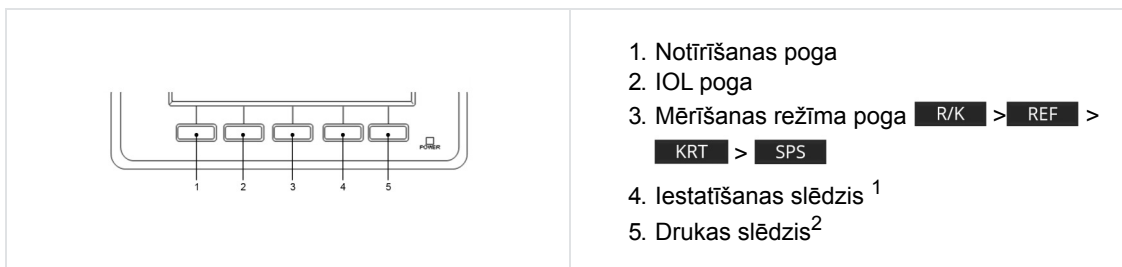 POWER
1 2 3 4 5
1. Notīrīšanas poga
2. IOL poga
3. Mērīšanas režīma poga R/K > REF >
KRT > SPS
4. Iestatīšanas slēdzis 1
5. Drukas slēdzis2